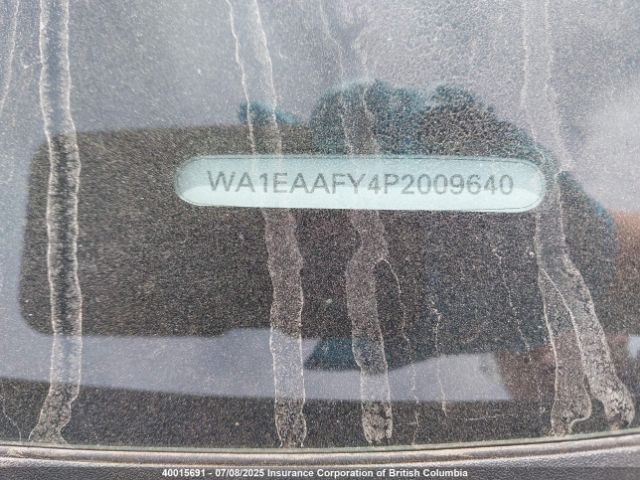 WA1EAAFY4P2009640
40015691 - 07/08/2025 Insurance Corporation of British Columbia